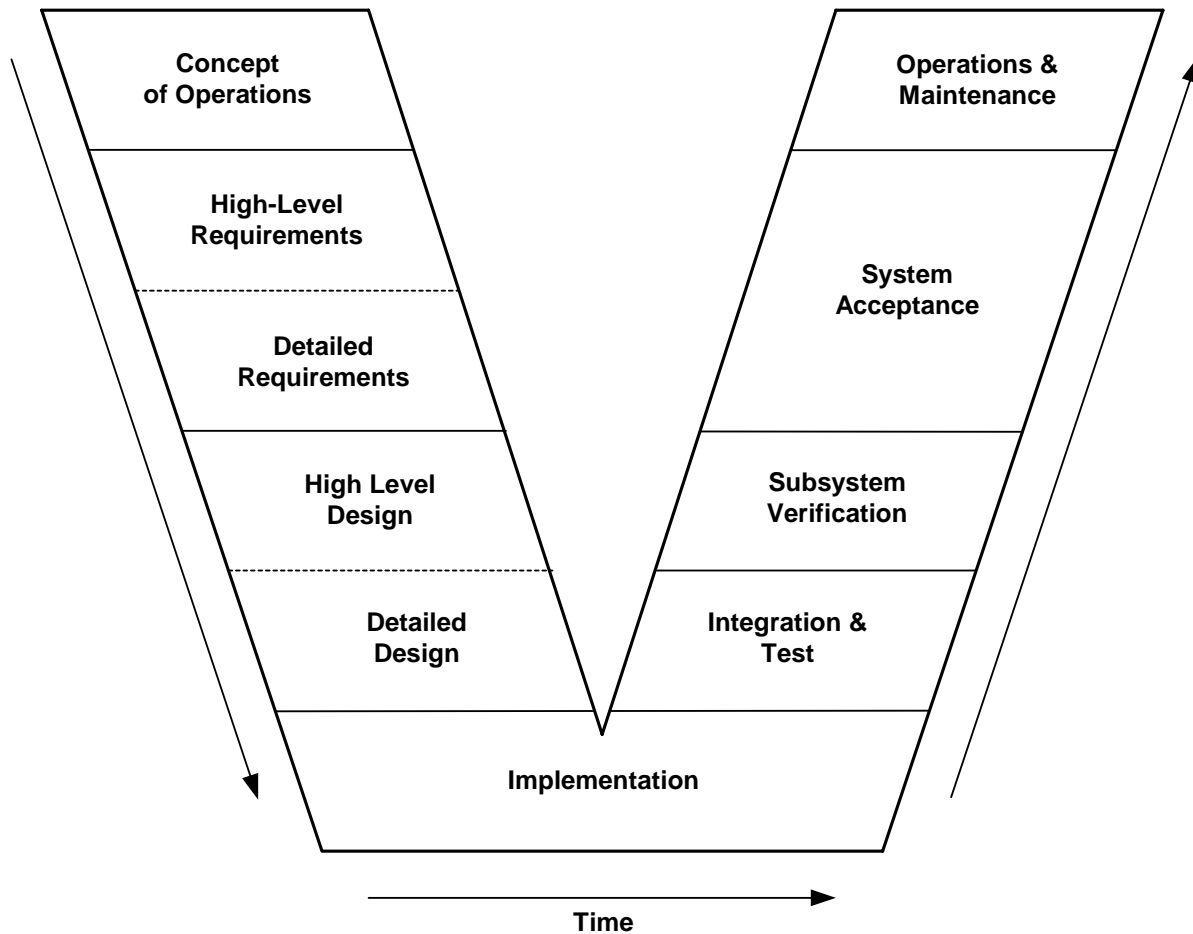 Concept
of Operations
High-Level
Requirements
Detailed
Requirements
High Level
Design
Detailed
Design
Implementation
Integration &
Test
Subsystem
Verification
System
Acceptance
Operations &
Maintenance
Time